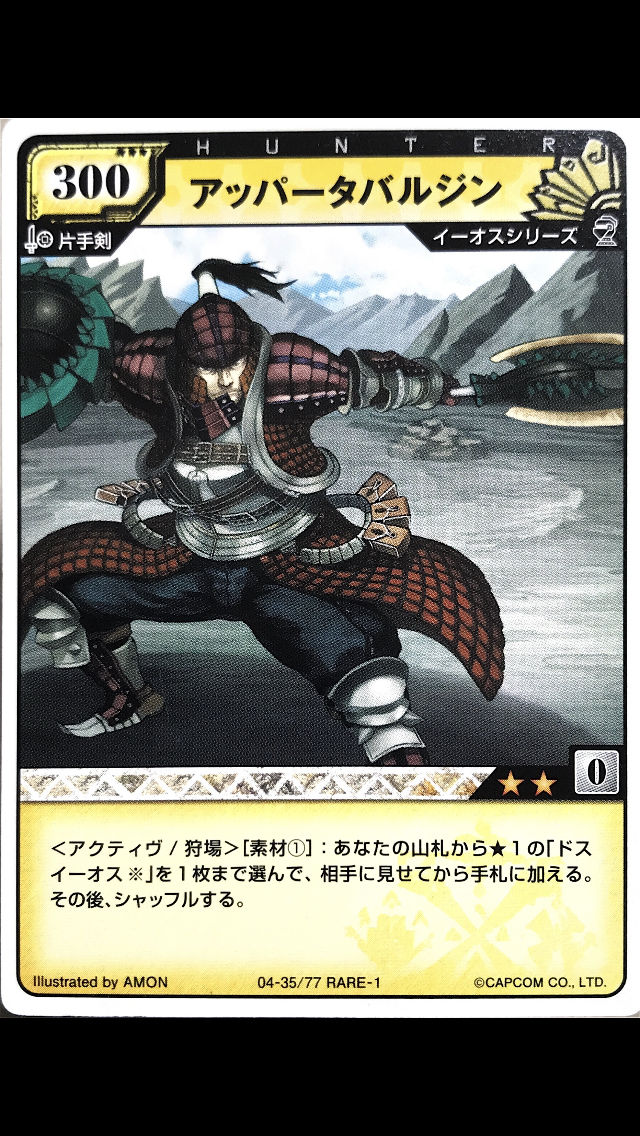 HUNTER
300
アッパータバルジン
片手剣
イーオスシリーズ
0
<アクティヴ / 狩場>[素材①]：あなたの山札から★１の｢ドス
イーオス※｣を１枚まで選んで、相手に見せてから手札に加える。
その後、シャッフルする。
Illustrated by AMON
04-35/77 RARE-1
©CAPCOM CO., LTD.